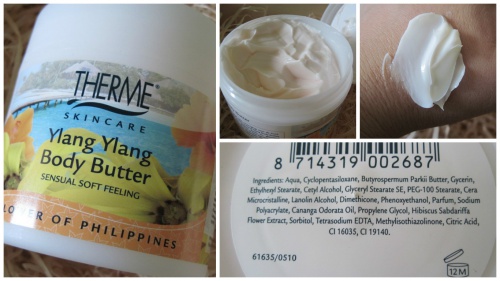 THERME®
SKINCARE
Ylang Ylang
Body Butter
SENSUAL SOFT FEELING
LOWER OF PHILIPPINES
8 714319 002687
Ingredients: Aqua, Cyclopentasiloxane, Butyrospermum Parkii Butter, Glycerin,
Ethylhexyl Stearate, Cetyl Alcohol, Glyceryl Stearate SE, PEG-100 Stearate, Cera
Microcristalline, Lanolin Alcohol, Dimethicone, Phenoxyethanol, Parfum, Sodium
Polyacrylate, Cananga Odorata Oil, Propylene Glycol, Hibiscus Sabdariffa
Flower Extract, Sorbitol, Tetrasodium EDTA, Methylisothiazolinone, Citric Acid,
CI 16035, CI 19140.
61635/0510
12M